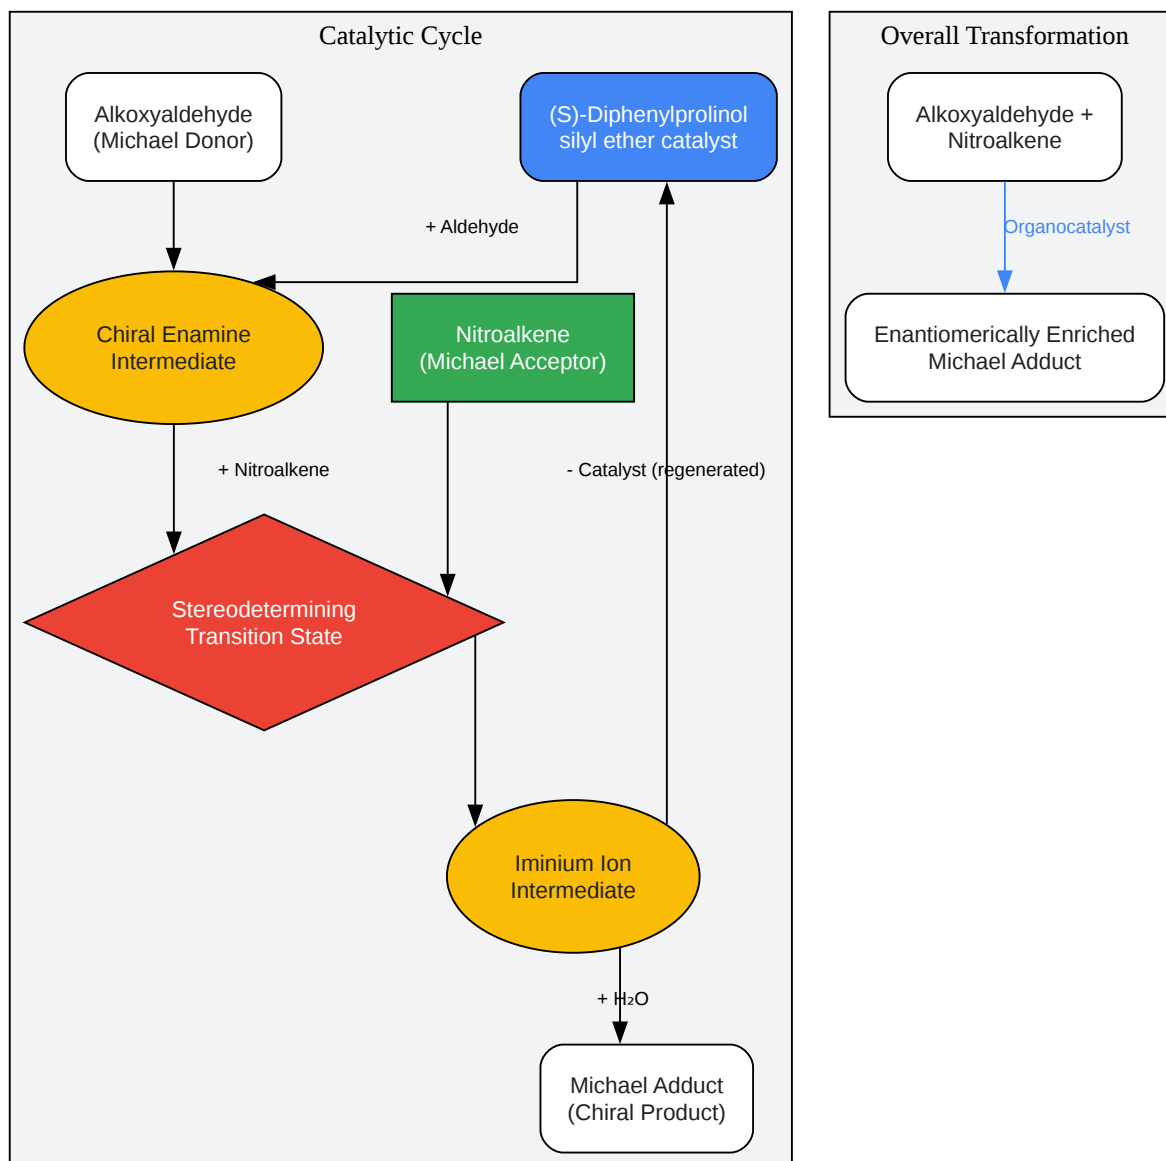 Catalytic Cycle
Alkoxyaldehyde
(Michael Donor)
(S)-Diphenylprolinol
silyl ether catalyst
+ Aldehyde
Chiral Enamine
Intermediate
Nitroalkene
(Michael Acceptor)
+ Nitroalkene
- Catalyst (regenerated)
Stereodetermining
Transition State
Iminium Ion
Intermediate
+ H₂O
Michael Adduct
(Chiral Product)
Overall Transformation
Alkoxyaldehyde +
Nitroalkene
Organocatalyst
Enantiomerically Enriched
Michael Adduct